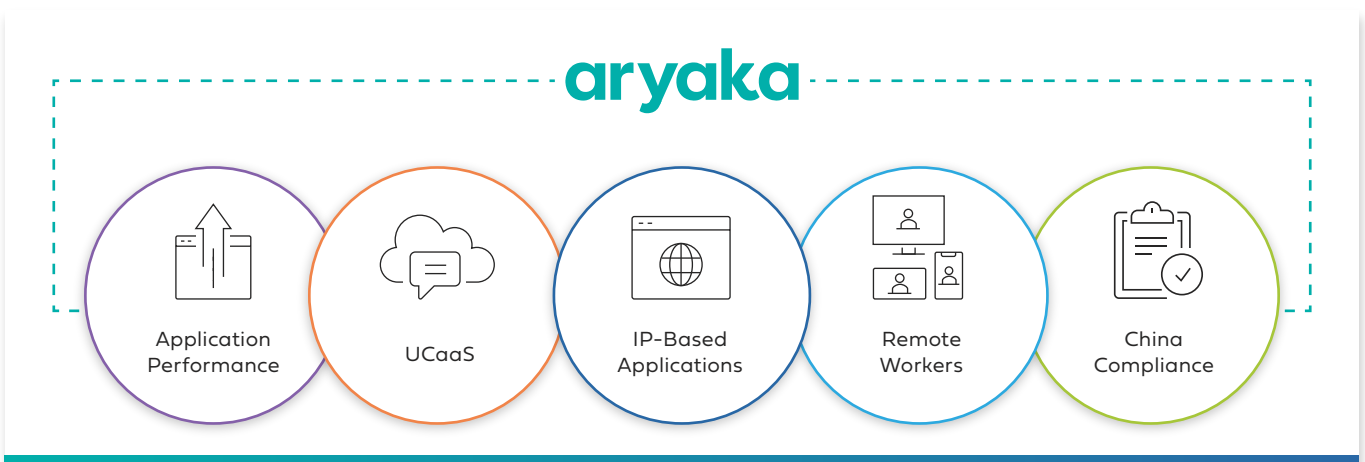 aryaka
Application
Performance
UCaaS
IP-Based
Applications
Remote
Workers
China
Compliance